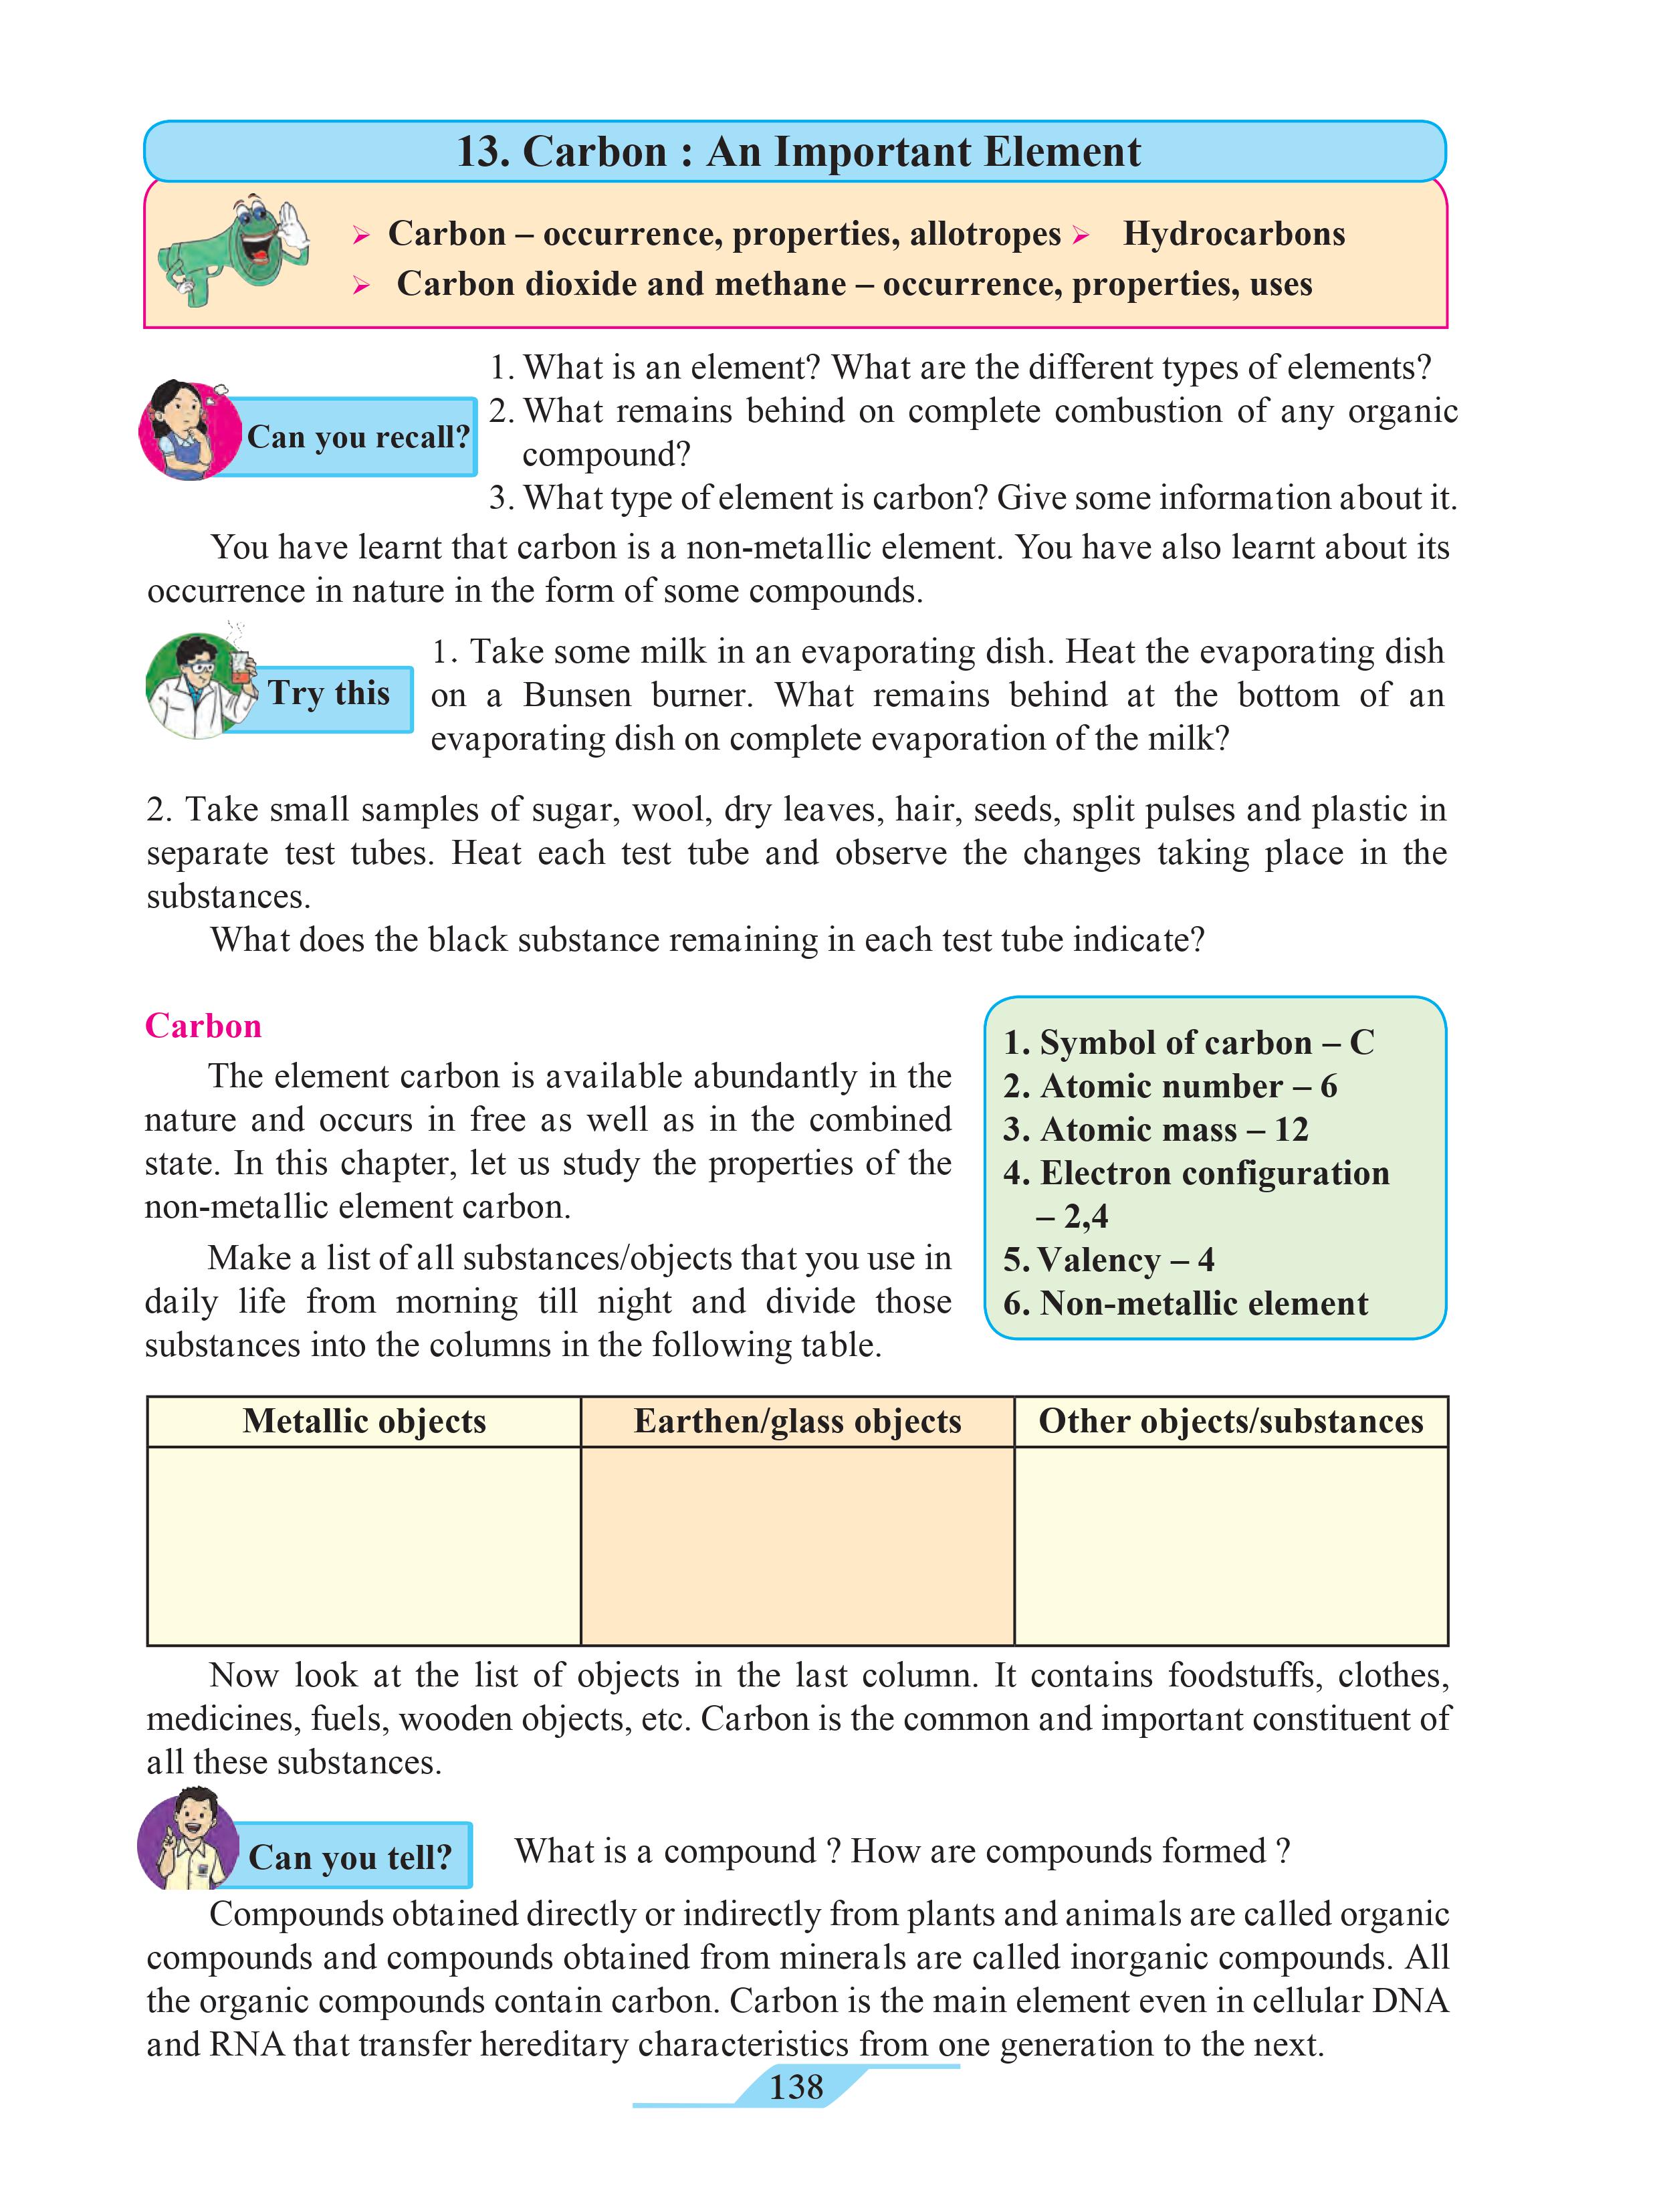 13. Carbon : An Important Element
➢ Carbon – occurrence, properties, allotropes ➢ Hydrocarbons
➢ Carbon dioxide and methane – occurrence, properties, uses
Can you recall?
1. What is an element? What are the different types of elements?
2. What remains behind on complete combustion of any organic
compound?
3. What type of element is carbon? Give some information about it.
You have learnt that carbon is a non-metallic element. You have also learnt about its
occurrence in nature in the form of some compounds.
Try this
1. Take some milk in an evaporating dish. Heat the evaporating dish
on a Bunsen burner. What remains behind at the bottom of an
evaporating dish on complete evaporation of the milk?
2. Take small samples of sugar, wool, dry leaves, hair, seeds, split pulses and plastic in
separate test tubes. Heat each test tube and observe the changes taking place in the
substances.
What does the black substance remaining in each test tube indicate?
Carbon
The element carbon is available abundantly in the
nature and occurs in free as well as in the combined
state. In this chapter, let us study the properties of the
non-metallic element carbon.
Make a list of all substances/objects that you use in
daily life from morning till night and divide those
substances into the columns in the following table.
1. Symbol of carbon – C
2. Atomic number – 6
3. Atomic mass – 12
4. Electron configuration
– 2,4
5. Valency – 4
6. Non-metallic element
Metallic objects Earthen/glass objects Other objects/substances
Now look at the list of objects in the last column. It contains foodstuffs, clothes,
medicines, fuels, wooden objects, etc. Carbon is the common and important constituent of
all these substances.
Can you tell?
What is a compound ? How are compounds formed ?
Compounds obtained directly or indirectly from plants and animals are called organic
compounds and compounds obtained from minerals are called inorganic compounds. All
the organic compounds contain carbon. Carbon is the main element even in cellular DNA
and RNA that transfer hereditary characteristics from one generation to the next.
138